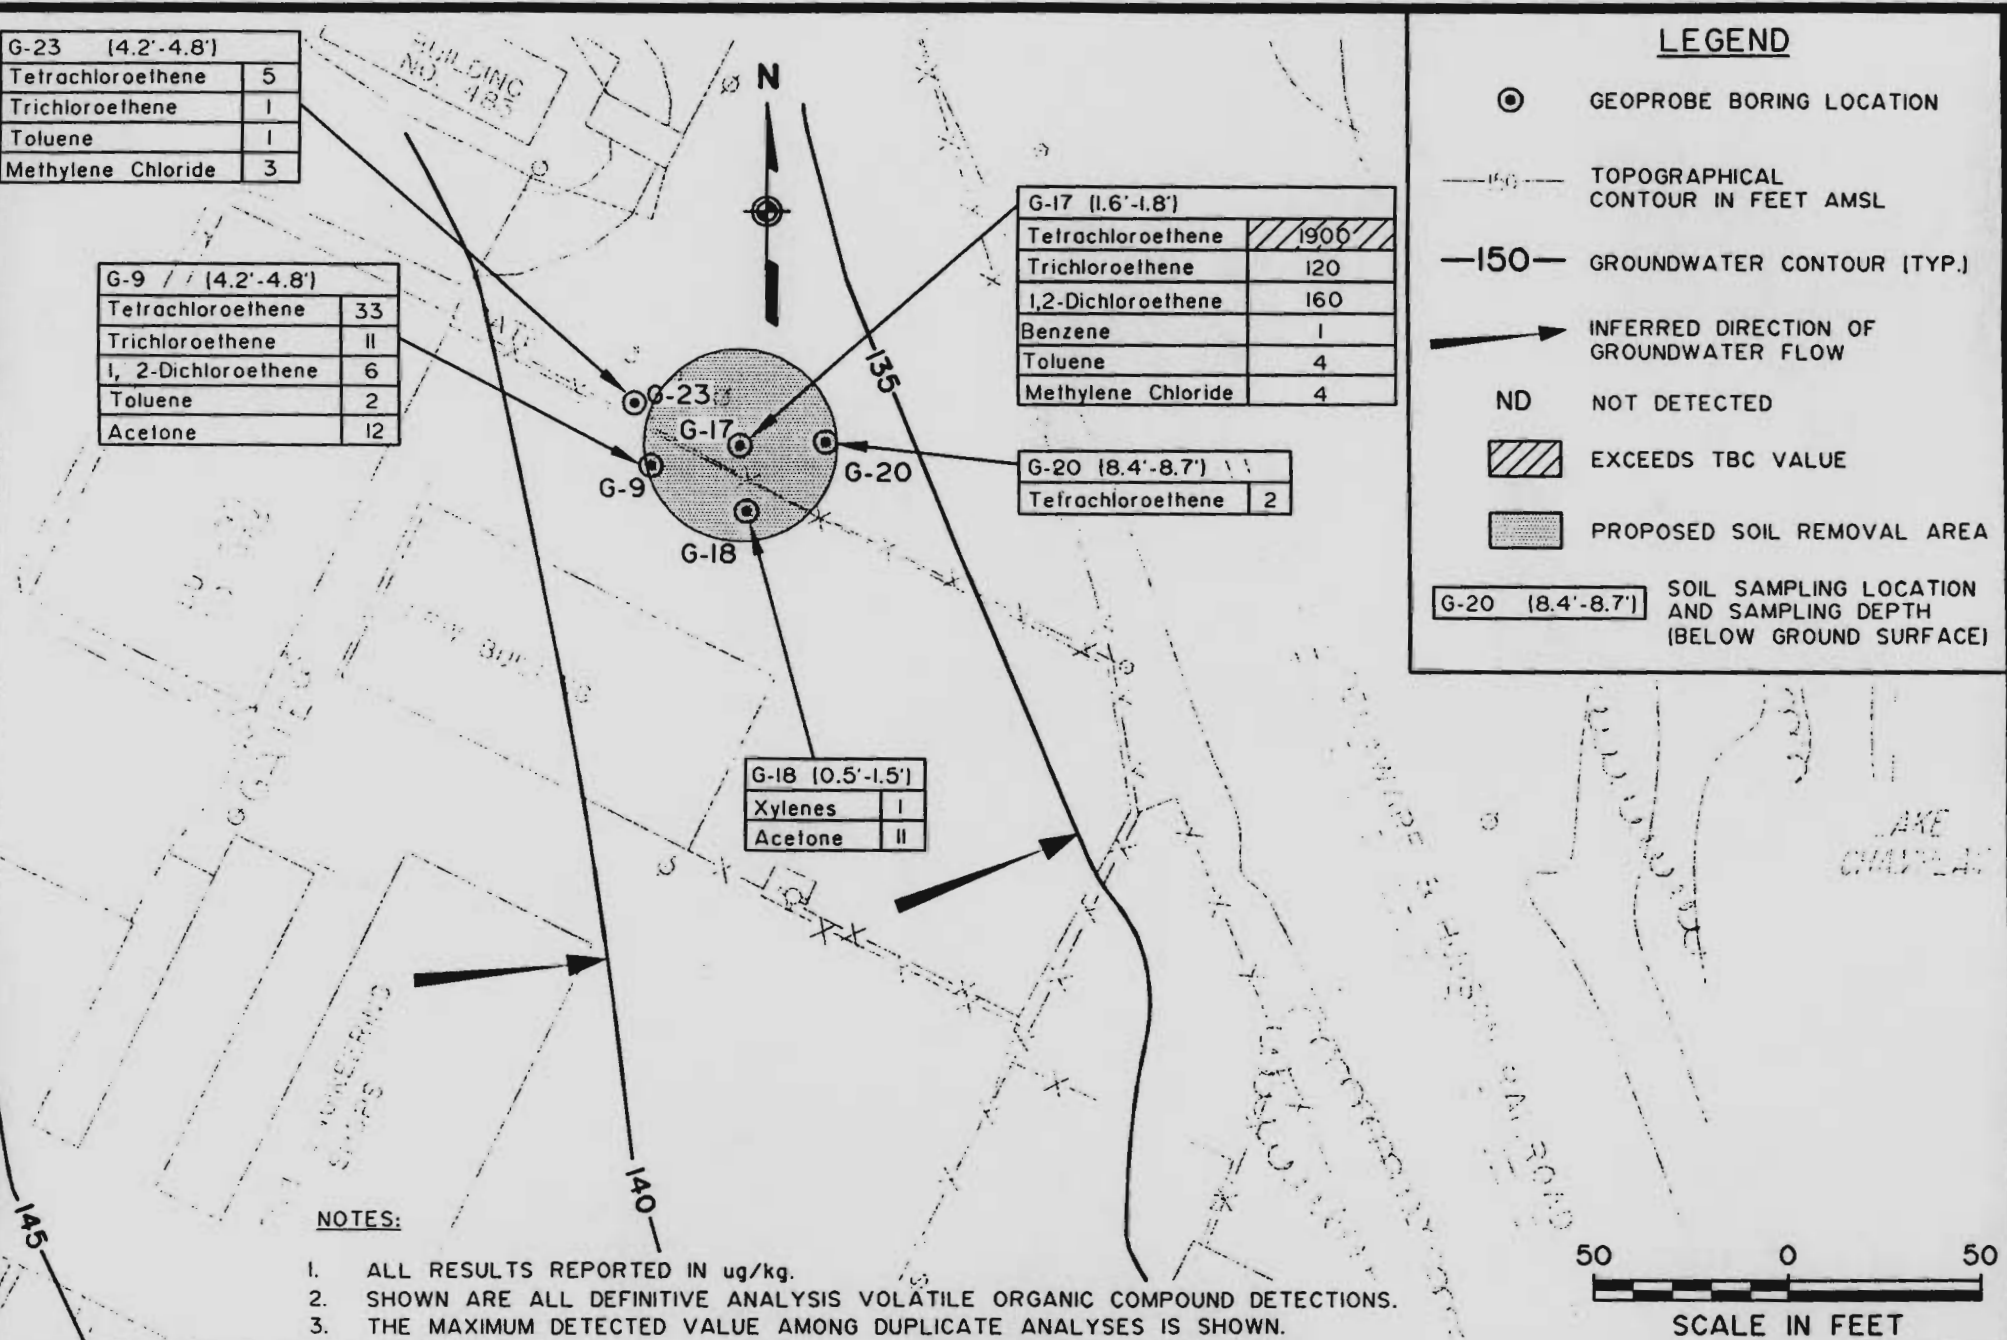 G-23 (4.2'-4.8')
Tetrachloroethene 5
Trichloroethene 1
Toluene 1
Methylene Chloride 3
BUILDING
NO. 485
N
G-17 (1.6'-1.8')
Tetrachloroethene 1900
Trichloroethene 120
1,2-Dichloroethene 160
Benzene 1
Toluene 4
Methylene Chloride 4
G-9 (4.2'-4.8')
Tetrachloroethene 33
Trichloroethene 11
1, 2-Dichloroethene 6
Toluene 2
Acetone 12
135
G-23
G-17
G-9
G-20
G-18
G-20 (8.4'-8.7')
Tetrachloroethene 2
G-18 (0.5'-1.5')
Xylenes 1
Acetone 11
140
145
LAKE
LEGEND
GEOPROBE BORING LOCATION
150
TOPOGRAPHICAL
CONTOUR IN FEET AMSL
150
GROUNDWATER CONTOUR (TYP.)
INFERRED DIRECTION OF
GROUNDWATER FLOW
ND NOT DETECTED
EXCEEDS TBC VALUE
PROPOSED SOIL REMOVAL AREA
G-20 (8.4'-8.7')
SOIL SAMPLING LOCATION
AND SAMPLING DEPTH
(BELOW GROUND SURFACE)
NOTES:
1. ALL RESULTS REPORTED IN ug/kg.
2. SHOWN ARE ALL DEFINITIVE ANALYSIS VOLATILE ORGANIC COMPOUND DETECTIONS.
3. THE MAXIMUM DETECTED VALUE AMONG DUPLICATE ANALYSES IS SHOWN.
50 0 50
SCALE IN FEET